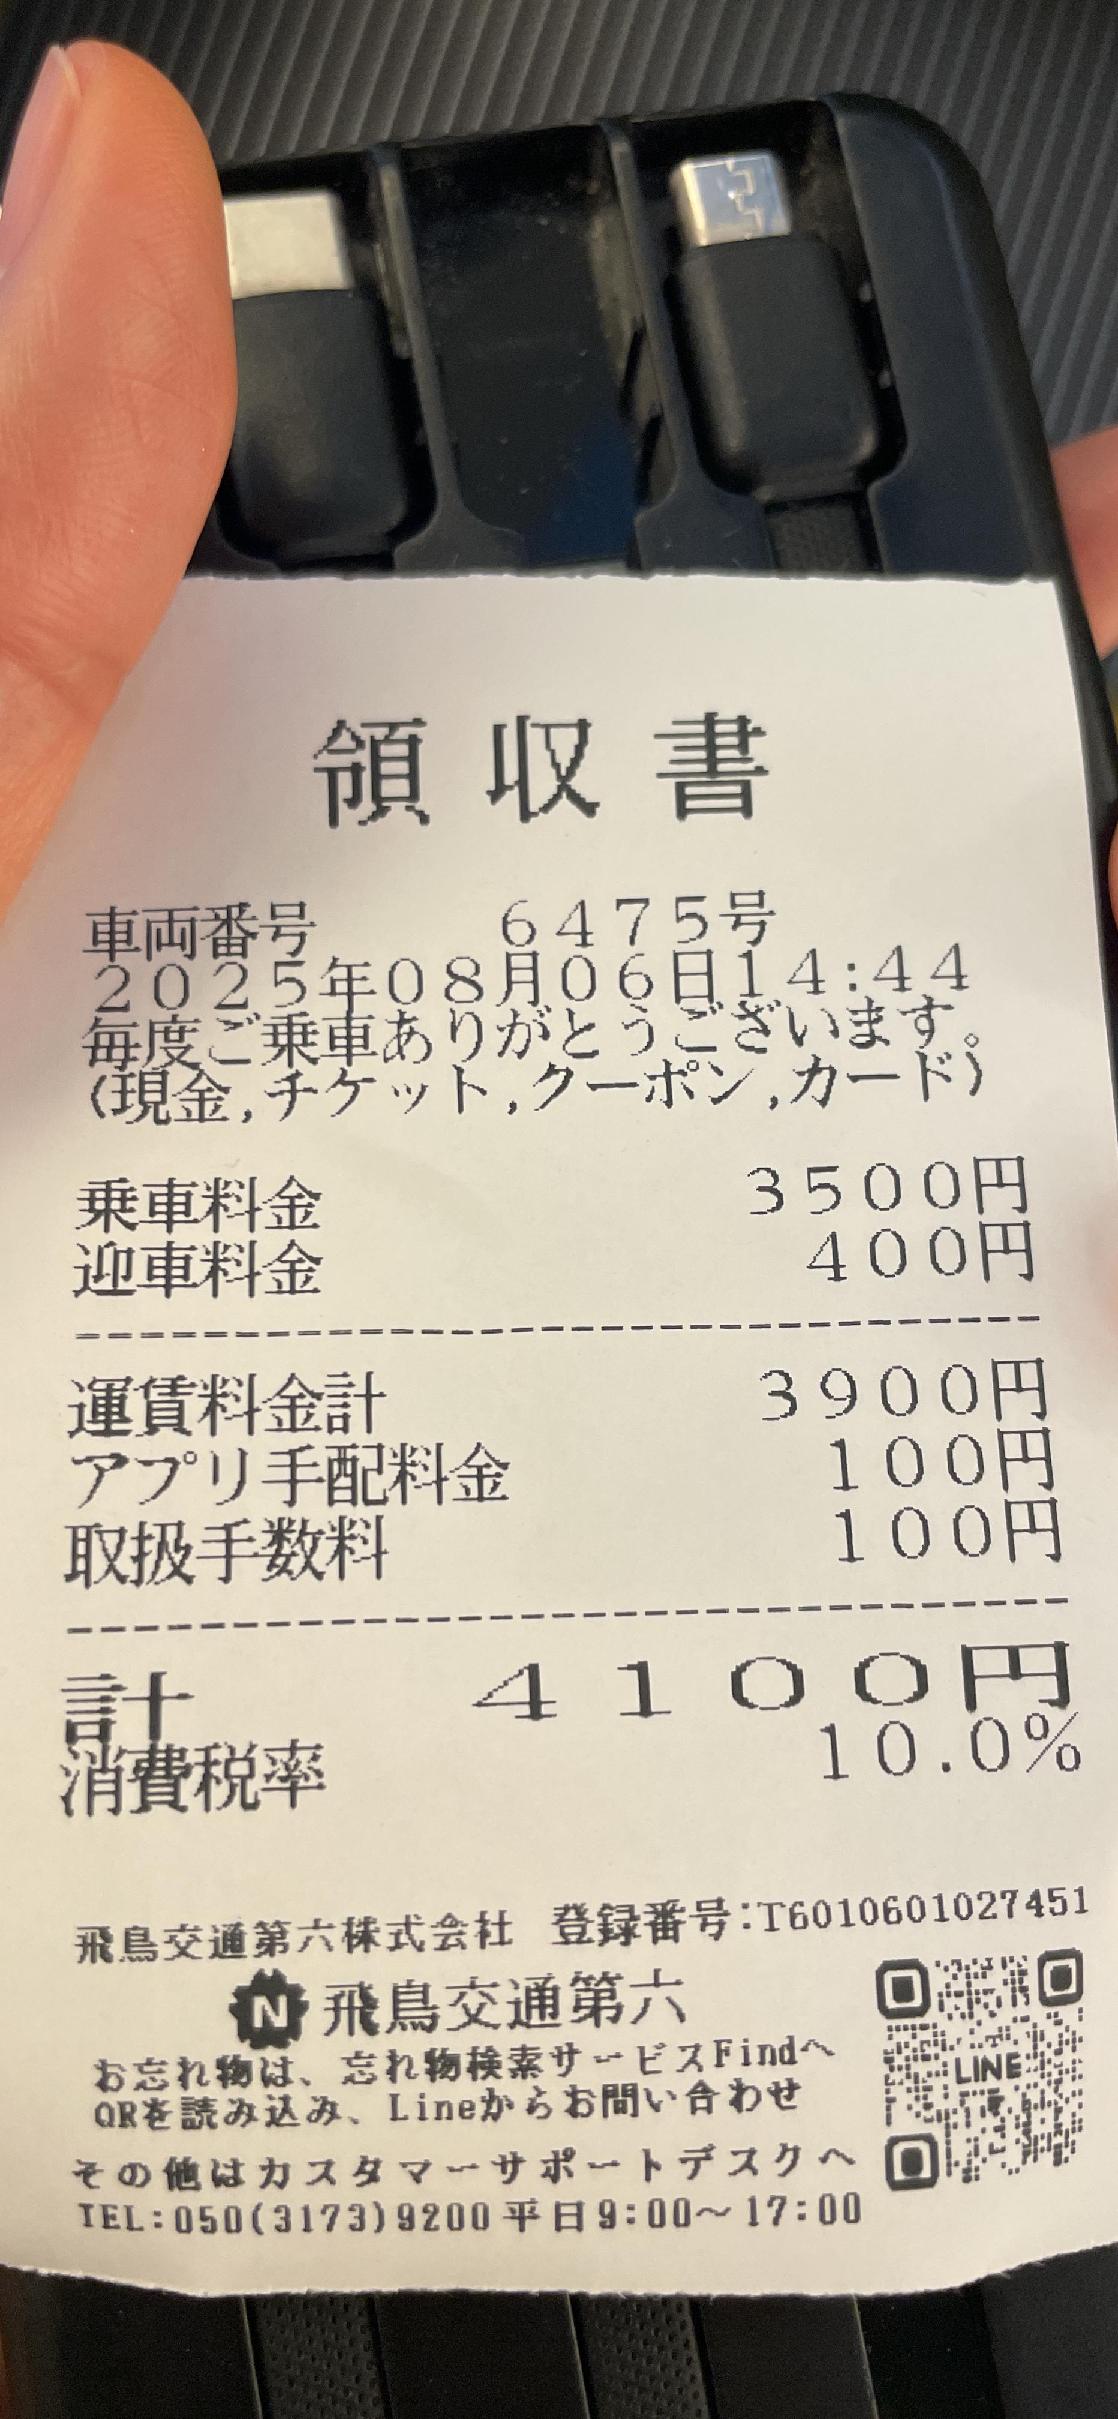 領収書
車両番号 6475号
2025年08月06日14:44
毎度ご乗車ありがとうございます。
(現金,チケット,クーポン,カード)
乗車料金 3500円
迎車料金 400円
運賃料金計 3900円
アプリ手配料金 100円
取扱手数料 100円
計 4100円
消費税率 10.0%
飛鳥交通第六株式会社 登録番号:T6010601027451
N 飛鳥交通第六
お忘れ物は、忘れ物検索サービスFindへ
QRを読み込み、Lineからお問い合わせ
LINE
その他はカスタマーサポートデスクへ
TEL:050(3173)9200 平日9:00～17:00